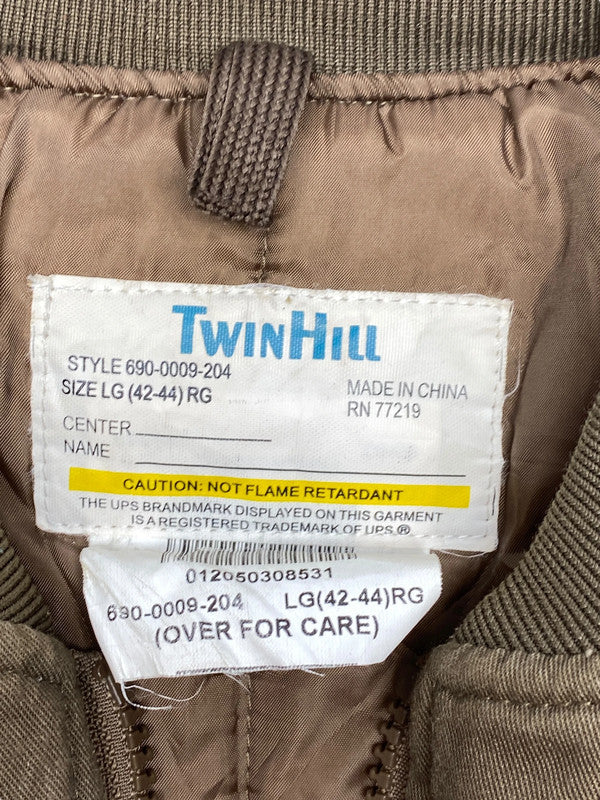 TWINHILL
STYLE 690-0009-204
SIZE LG (42-44) RG
MADE IN CHINA
RN 77219
CENTER
NAME
CAUTION: NOT FLAME RETARDANT
THE UPS BRANDMARK DISPLAYED ON THIS GARMENT
IS A REGISTERED TRADEMARK OF UPS ®
012050308531
690-0009-204 LG(42-44)RG
(OVER FOR CARE)